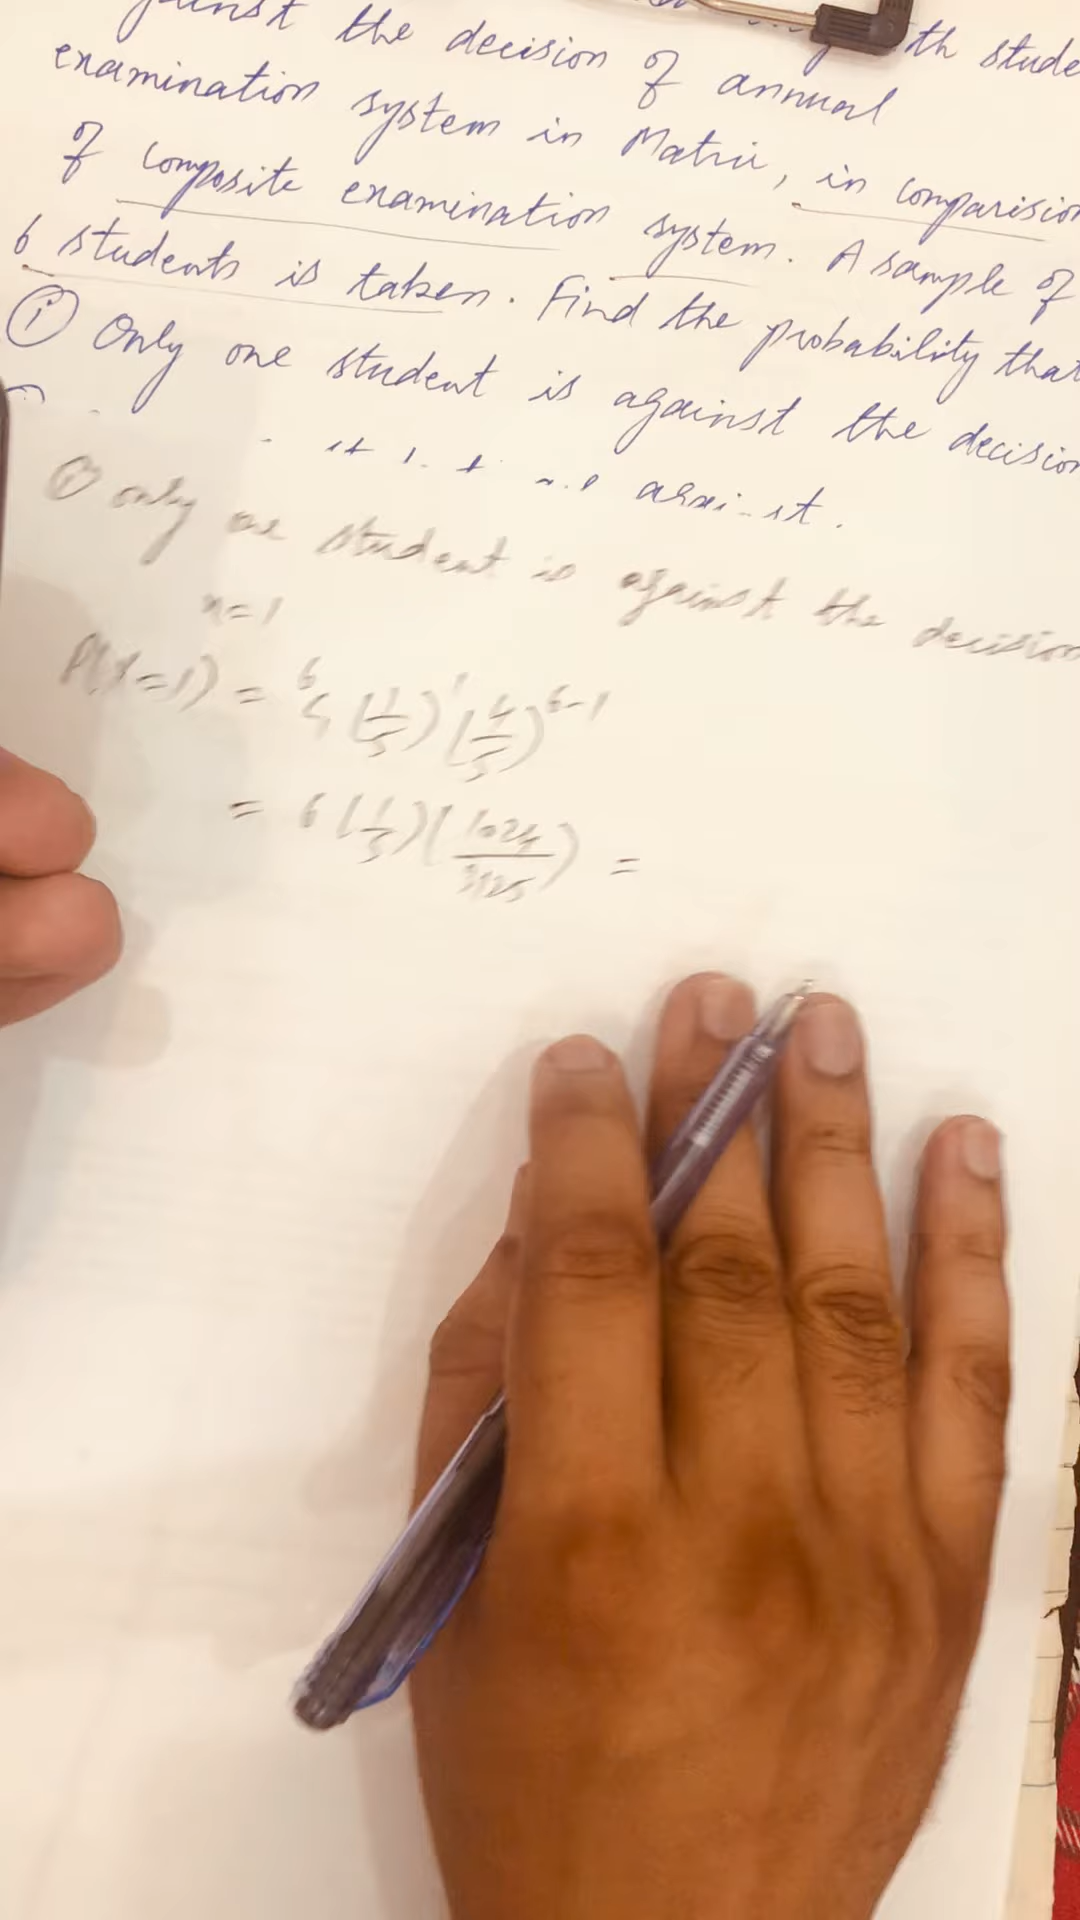 against the decision of annual
th stude
examination system in Matric, in comparision
of composite examination system. A sample of
6 students is taken. Find the probability that
(i) Only one student is against the decision
(i) only one student is against the decision
x=1
P(X=1) = ⁶C₁ (1/5)¹ (4/5)⁶⁻¹
= 6 (1/5) (1024/3125) =